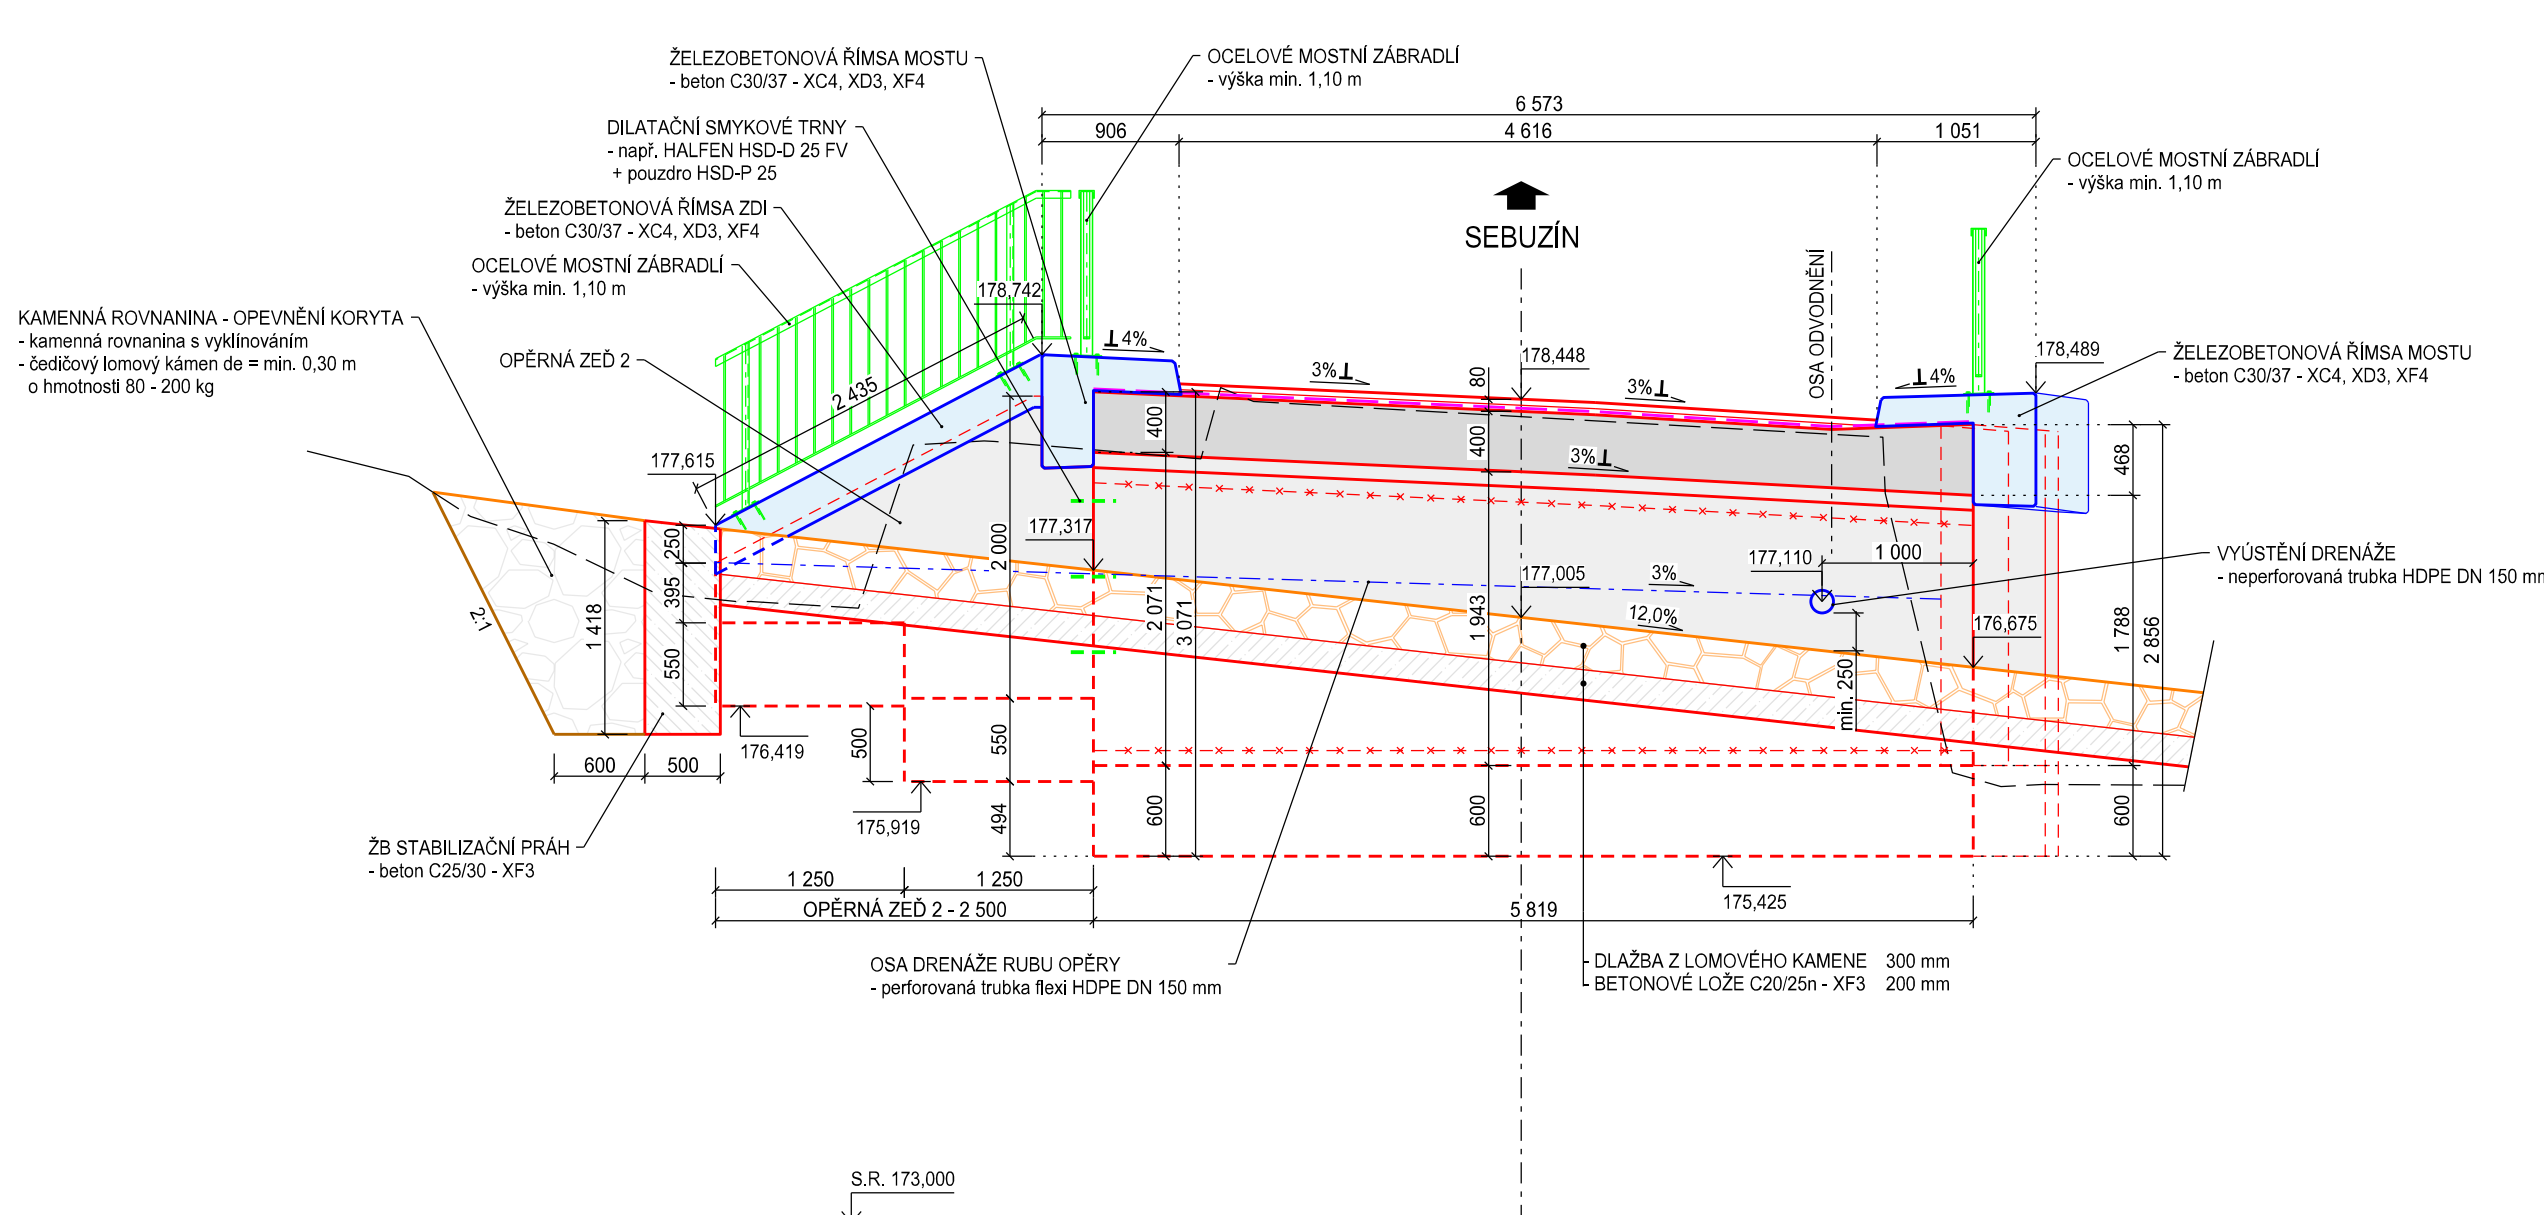 ŽELEZOBETONOVÁ ŘÍMSA MOSTU
- beton C30/37 - XC4, XD3, XF4
OCELOVÉ MOSTNÍ ZÁBRADLÍ
- výška min. 1,10 m
6 573
906
4 616
1 051
DILATAČNÍ SMYKOVÉ TRNY
- např. HALFEN HSD-D 25 FV
+ pouzdro HSD-P 25
OCELOVÉ MOSTNÍ ZÁBRADLÍ
- výška min. 1,10 m
ŽELEZOBETONOVÁ ŘÍMSA ZDI
- beton C30/37 - XC4, XD3, XF4
SEBUZÍN
OCELOVÉ MOSTNÍ ZÁBRADLÍ
- výška min. 1,10 m
OSA ODVODNĚNÍ
178,742
KAMENNÁ ROVNANINA - OPEVNĚNÍ KORYTA
- kamenná rovnanina s vyklínováním
- čedičový lomový kámen de = min. 0,30 m
o hmotnosti 80 - 200 kg
OPĚRNÁ ZEĎ 2
4%
178,448
178,489
ŽELEZOBETONOVÁ ŘÍMSA MOSTU
- beton C30/37 - XC4, XD3, XF4
3%
3%
4%
80
2 435
400
400
3%
468
177,615
177,317
250
395
550
1 418
2:1
2 000
2 071
3 071
1 943
177,005
3%
12,0%
177,110
1 000
VYÚSTĚNÍ DRENÁŽE
- neperforovaná trubka HDPE DN 150 mm
176,675
min. 250
1 788
2 856
600
500
176,419
500
550
494
600
600
600
175,919
ŽB STABILIZAČNÍ PRÁH
- beton C25/30 - XF3
1 250
1 250
OPĚRNÁ ZEĎ 2 - 2 500
5 819
175,425
OSA DRENÁŽE RUBU OPĚRY
- perforovaná trubka flexi HDPE DN 150 mm
- DLAŽBA Z LOMOVÉHO KAMENE 300 mm
- BETONOVÉ LOŽE C20/25n - XF3 200 mm
S.R. 173,000